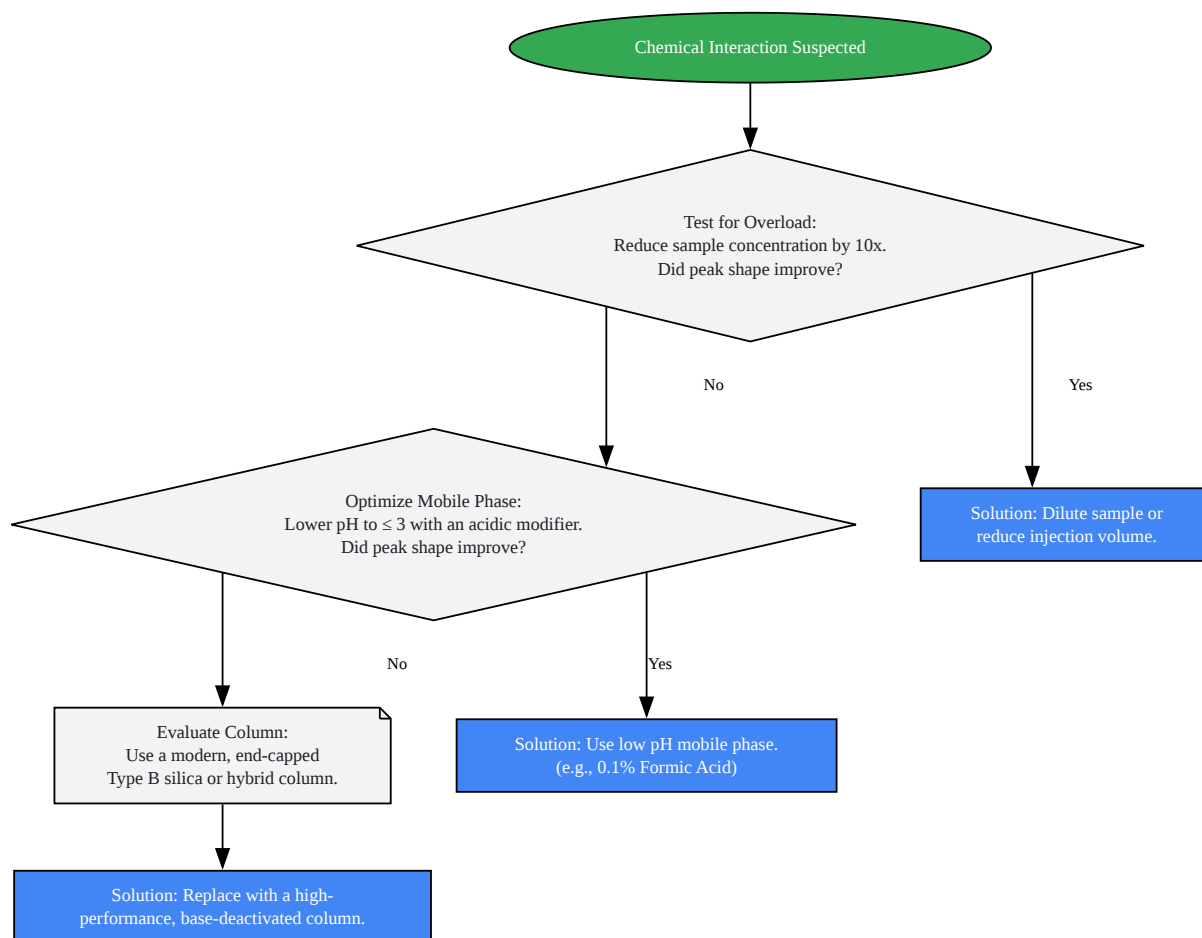 Chemical Interaction Suspected
Test for Overload:
Reduce sample concentration by 10x.
Did peak shape improve?
No
Yes
Optimize Mobile Phase:
Lower pH to ≤ 3 with an acidic modifier.
Did peak shape improve?
Solution: Dilute sample or
reduce injection volume.
No
Yes
Evaluate Column:
Use a modern, end-capped
Type B silica or hybrid column.
Solution: Use low pH mobile phase.
(e.g., 0.1% Formic Acid)
Solution: Replace with a high-
performance, base-deactivated column.